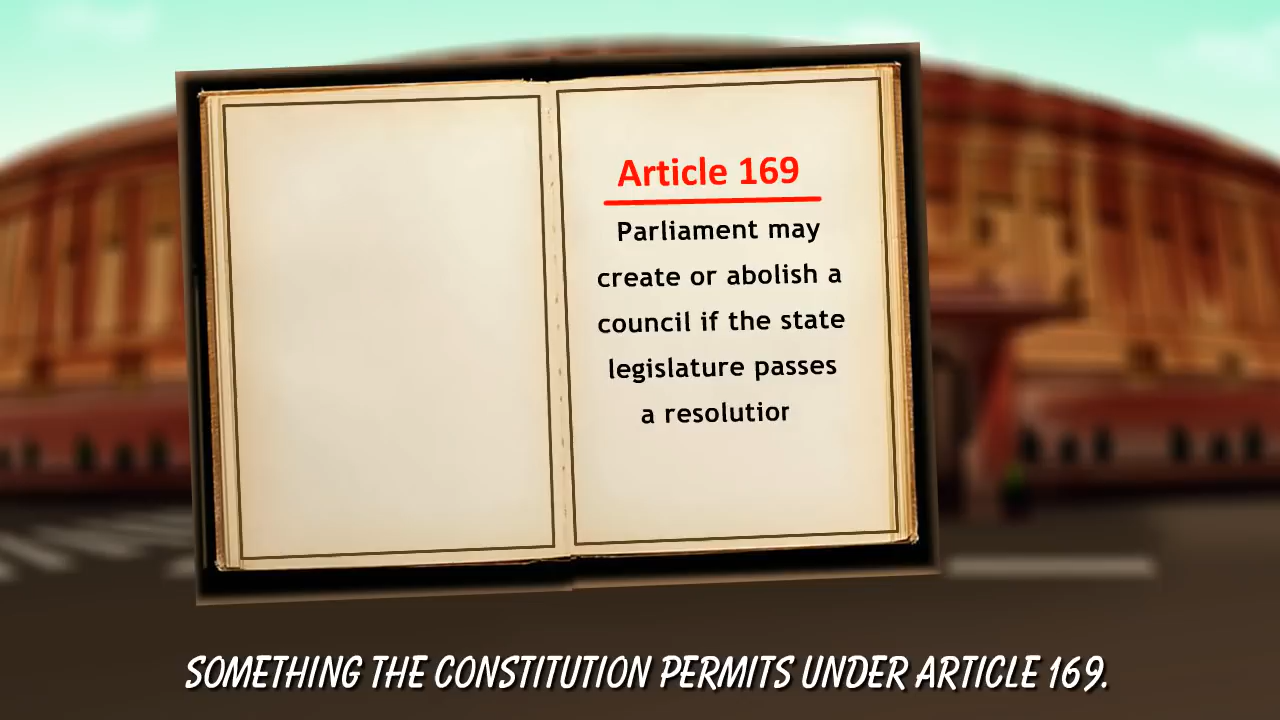 Article 169
Parliament may
create or abolish a
council if the state
legislature passes
a resolutior
SOMETHING THE CONSTITUTION PERMITS UNDER ARTICLE 169.